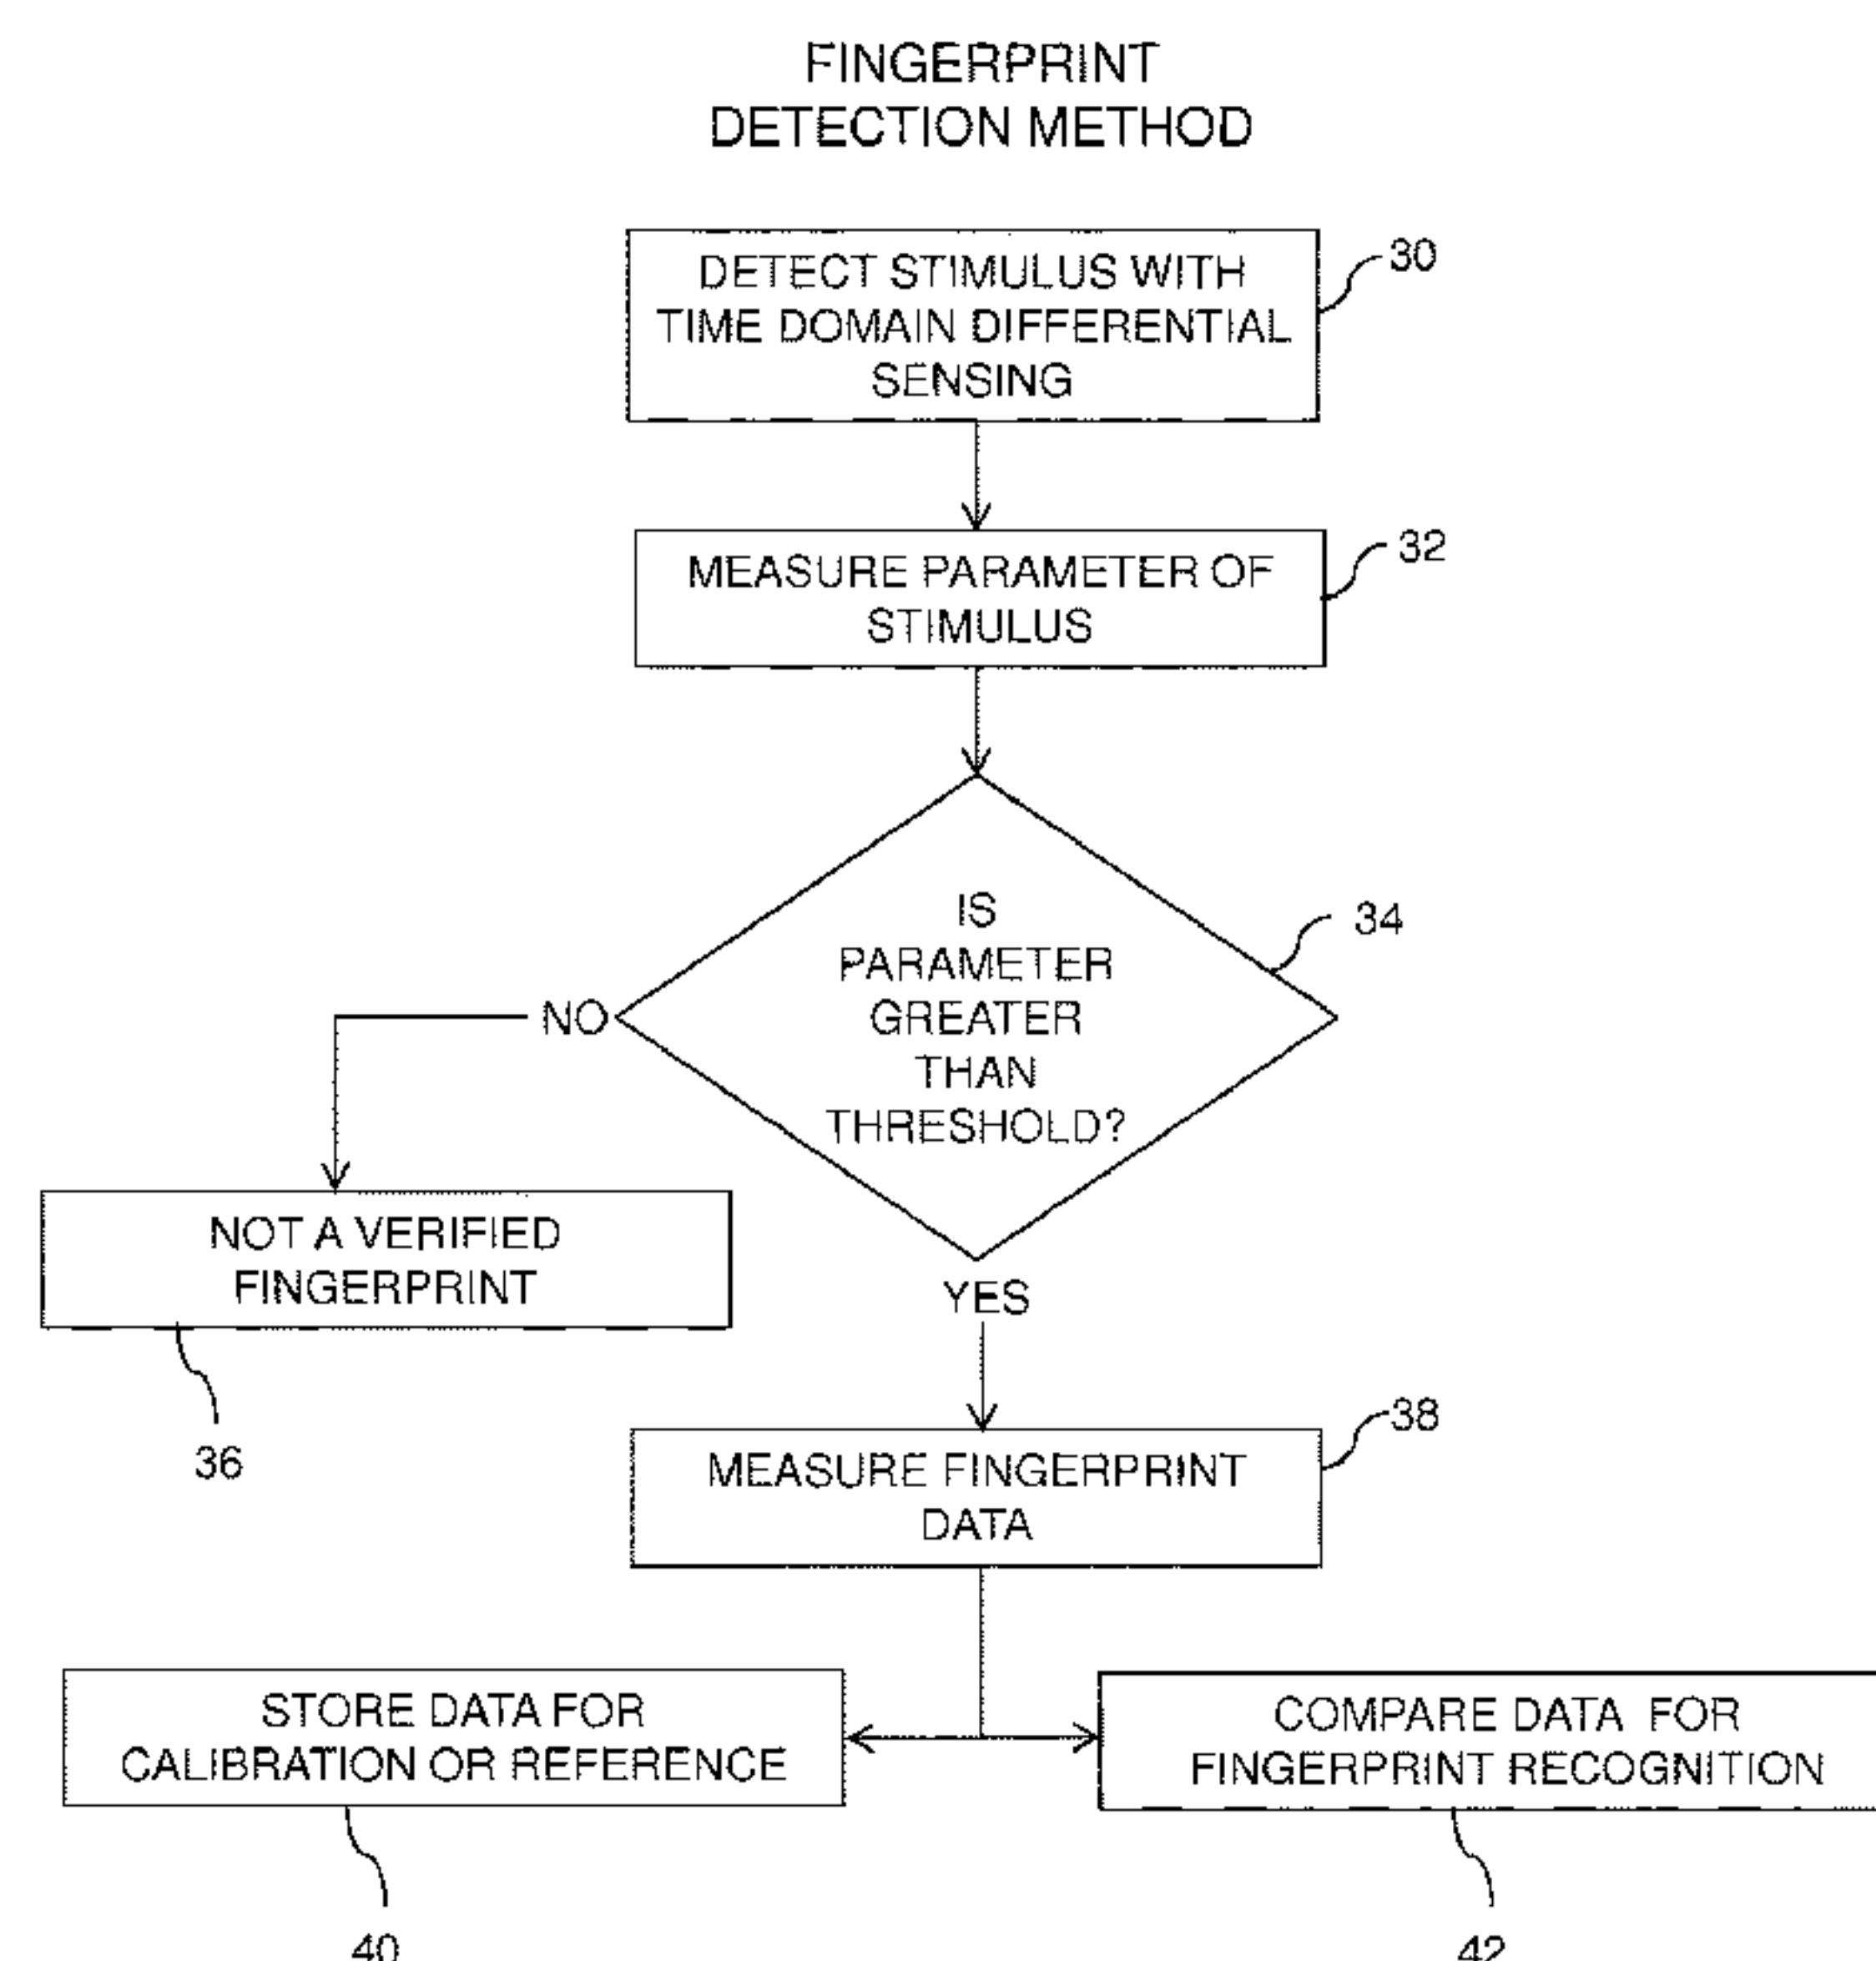 FINGERPRINT
DETECTION METHOD
DETECT STIMULUS WITH
TIME DOMAIN DIFFERENTIAL
SENSING
30
MEASURE PARAMETER OF
STIMULUS
32
IS
PARAMETER
GREATER
THAN
THRESHOLD?
34
NO
NOT A VERIFIED
FINGERPRINT
36
YES
MEASURE FINGERPRINT
DATA
38
STORE DATA FOR
CALIBRATION OR REFERENCE
40
COMPARE DATA FOR
FINGERPRINT RECOGNITION
42